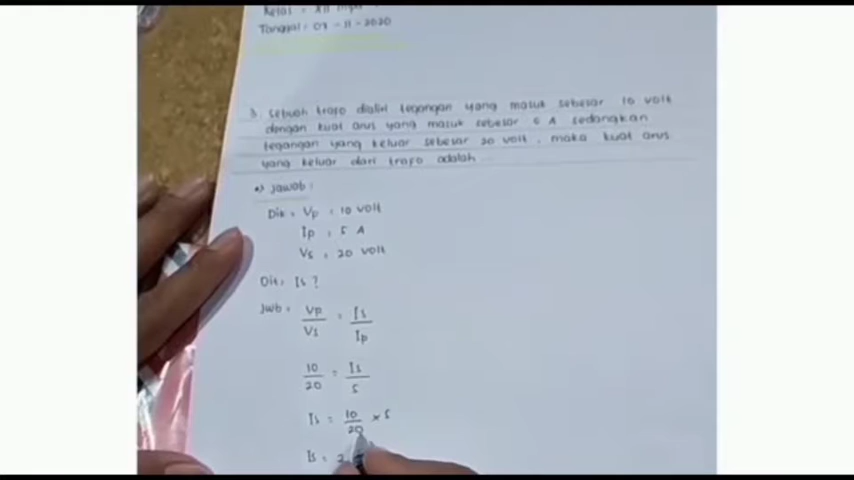 Kelas = XII
Tanggal = 03 - 11 - 2020
3. Sebuah trafo dialiri tegangan yang masuk sebesar 10 volt
dengan kuat arus yang masuk sebesar 5 A sedangkan
tegangan yang keluar sebesar 20 volt, maka kuat arus
yang keluar dari trafo adalah
Jawab :
Dik = Vp = 10 volt
Ip = 5 A
Vs = 20 volt
Dit = Is ?
Jwb = Vp/Vs = Is/Ip
10/20 = Is/5
Is = 10/20 × 5
Is = 2